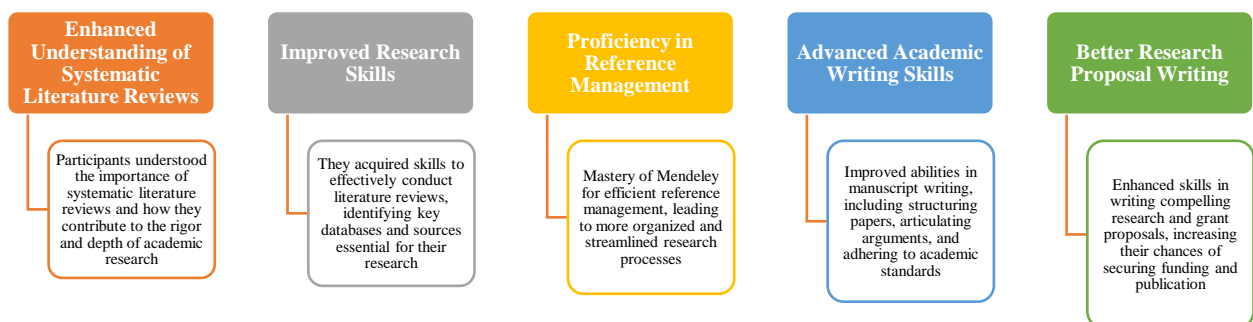 Enhanced
Understanding of
Systematic
Literature Reviews
Participants understood
the importance of
systematic literature
reviews and how they
contribute to the rigor
and depth of academic
research
Improved Research
Skills
They acquired skills to
effectively conduct
literature reviews,
identifying key
databases and sources
essential for their
research
Proficiency in
Reference
Management
Mastery of Mendeley
for efficient reference
management, leading
to more organized and
streamlined research
processes
Advanced Academic
Writing Skills
Improved abilities in
manuscript writing,
including structuring
papers, articulating
arguments, and
adhering to academic
standards
Better Research
Proposal Writing
Enhanced skills in
writing compelling
research and grant
proposals, increasing
their chances of
securing funding and
publication